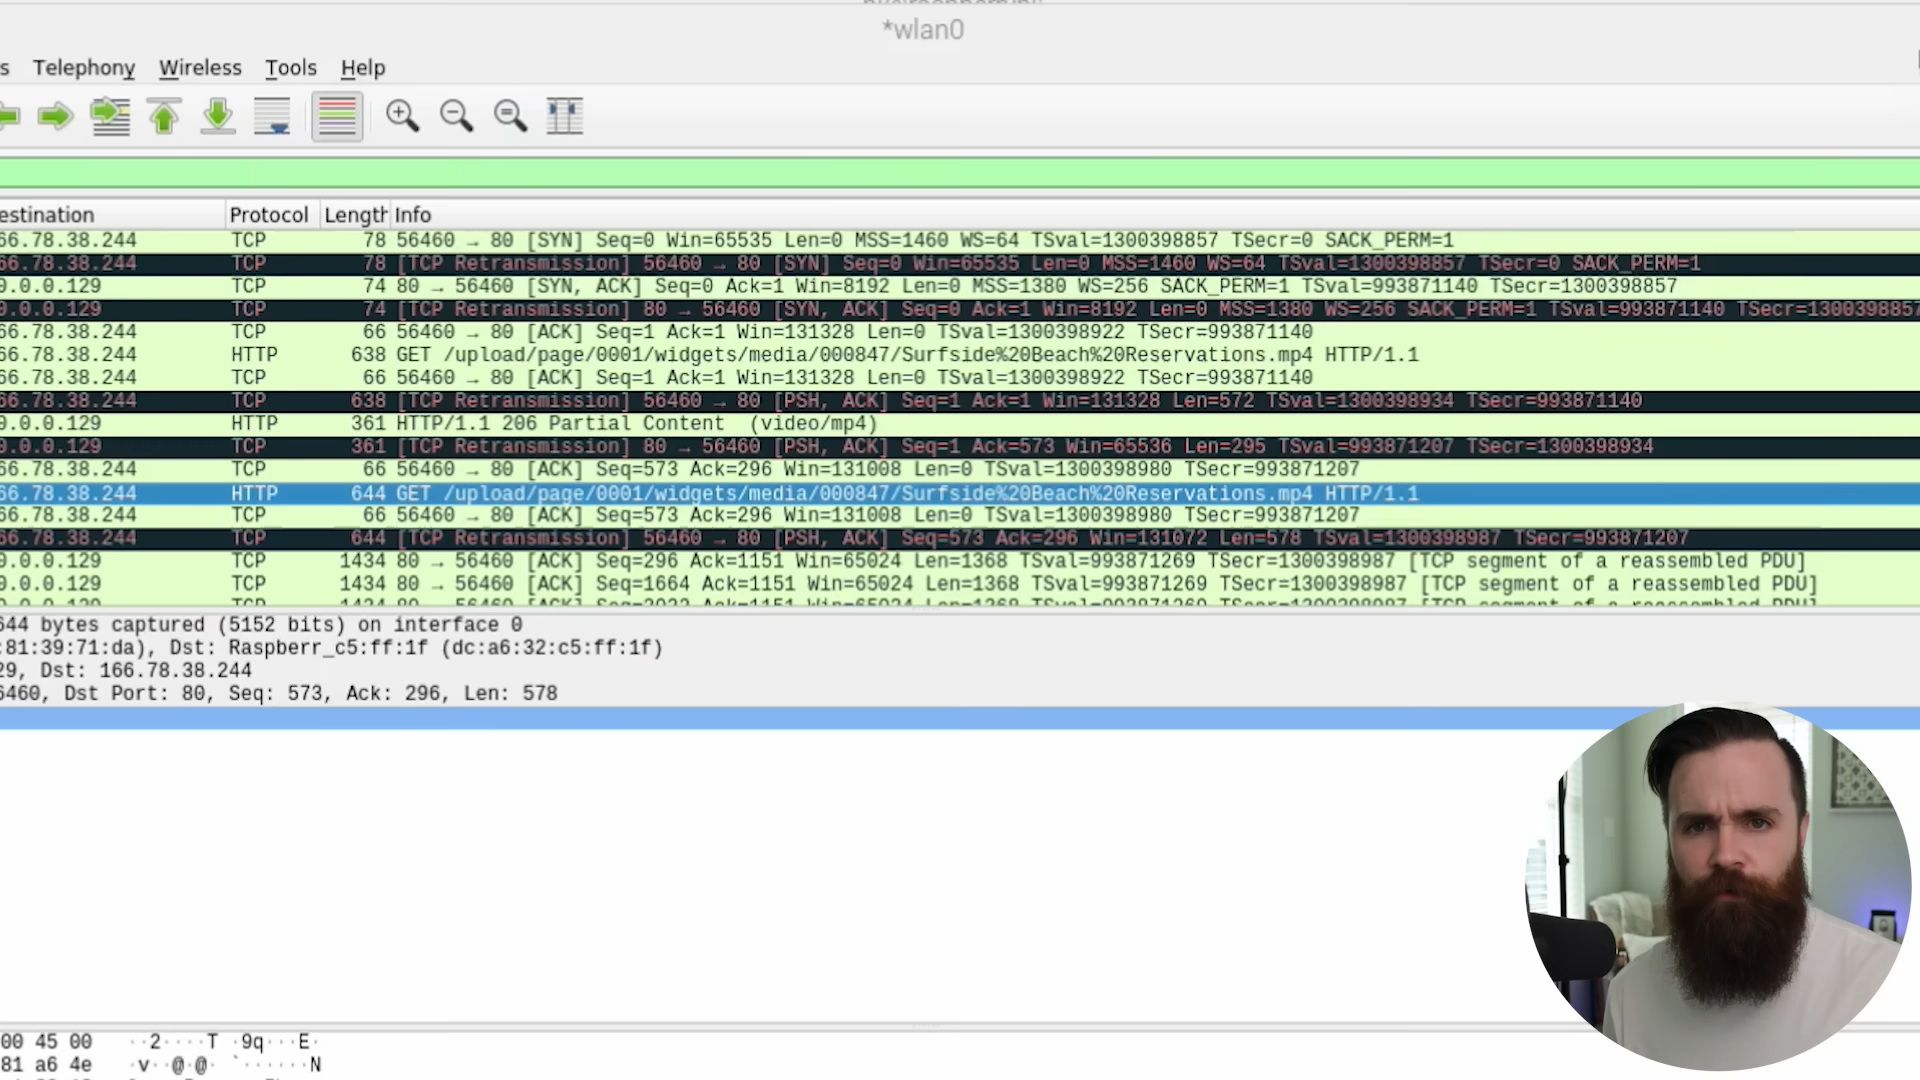 *wlan0
s Telephony Wireless Tools Help
estination Protocol Length Info
66.78.38.244 TCP 78 56460 → 80 [SYN] Seq=0 Win=65535 Len=0 MSS=1460 WS=64 TSval=1300398857 TSecr=0 SACK_PERM=1
66.78.38.244 TCP 78 [TCP Retransmission] 56460 → 80 [SYN] Seq=0 Win=65535 Len=0 MSS=1460 WS=64 TSval=1300398857 TSecr=0 SACK_PERM=1
0.0.0.129 TCP 74 80 → 56460 [SYN, ACK] Seq=0 Ack=1 Win=8192 Len=0 MSS=1380 WS=256 SACK_PERM=1 TSval=993871140 TSecr=1300398857
0.0.0.129 TCP 74 [TCP Retransmission] 80 → 56460 [SYN, ACK] Seq=0 Ack=1 Win=8192 Len=0 MSS=1380 WS=256 SACK_PERM=1 TSval=993871140 TSecr=1300398857
66.78.38.244 TCP 66 56460 → 80 [ACK] Seq=1 Ack=1 Win=131328 Len=0 TSval=1300398922 TSecr=993871140
66.78.38.244 HTTP 638 GET /upload/page/0001/widgets/media/000847/Surfside%20Beach%20Reservations.mp4 HTTP/1.1
66.78.38.244 TCP 66 56460 → 80 [ACK] Seq=1 Ack=1 Win=131328 Len=0 TSval=1300398922 TSecr=993871140
66.78.38.244 TCP 638 [TCP Retransmission] 56460 → 80 [PSH, ACK] Seq=1 Ack=1 Win=131328 Len=572 TSval=1300398934 TSecr=993871140
0.0.0.129 HTTP 361 HTTP/1.1 206 Partial Content (video/mp4)
0.0.0.129 TCP 361 [TCP Retransmission] 80 → 56460 [PSH, ACK] Seq=1 Ack=573 Win=65536 Len=295 TSval=993871207 TSecr=1300398934
66.78.38.244 TCP 66 56460 → 80 [ACK] Seq=573 Ack=296 Win=131008 Len=0 TSval=1300398980 TSecr=993871207
66.78.38.244 HTTP 644 GET /upload/page/0001/widgets/media/000847/Surfside%20Beach%20Reservations.mp4 HTTP/1.1
66.78.38.244 TCP 66 56460 → 80 [ACK] Seq=573 Ack=296 Win=131008 Len=0 TSval=1300398980 TSecr=993871207
66.78.38.244 TCP 644 [TCP Retransmission] 56460 → 80 [PSH, ACK] Seq=573 Ack=296 Win=131072 Len=578 TSval=1300398987 TSecr=993871207
0.0.0.129 TCP 1434 80 → 56460 [ACK] Seq=296 Ack=1151 Win=65024 Len=1368 TSval=993871269 TSecr=1300398987 [TCP segment of a reassembled PDU]
0.0.0.129 TCP 1434 80 → 56460 [ACK] Seq=1664 Ack=1151 Win=65024 Len=1368 TSval=993871269 TSecr=1300398987 [TCP segment of a reassembled PDU]
644 bytes captured (5152 bits) on interface 0
:81:39:71:da), Dst: Raspberr_c5:ff:1f (dc:a6:32:c5:ff:1f)
29, Dst: 166.78.38.244
6460, Dst Port: 80, Seq: 573, Ack: 296, Len: 578
00 45 00 ··2····T ·9q···E·
81 a6 4e ·v··@·@· `······N